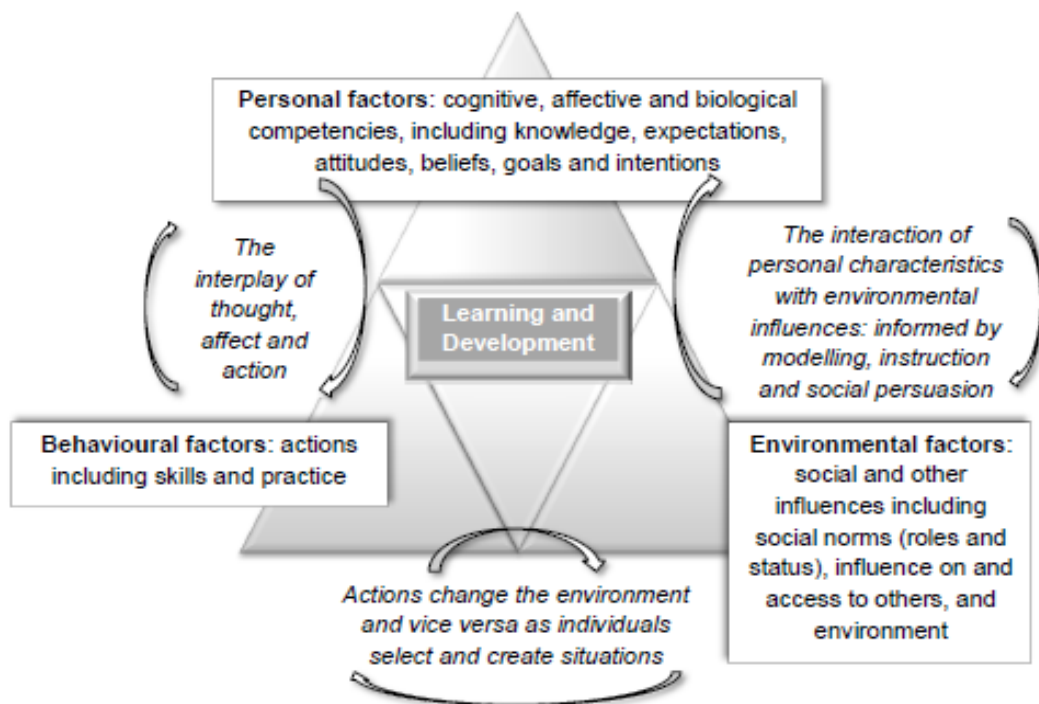 Personal factors: cognitive, affective and biological
competencies, including knowledge, expectations,
attitudes, beliefs, goals and intentions
The
interplay of
thought,
affect and
action
The interaction of
personal characteristics
with environmental
influences: informed by
modelling, instruction
and social persuasion
Learning and
Development
Behavioural factors: actions
including skills and practice
Environmental factors:
social and other
influences including
social norms (roles and
status), influence on and
access to others, and
environment
Actions change the environment
and vice versa as individuals
select and create situations